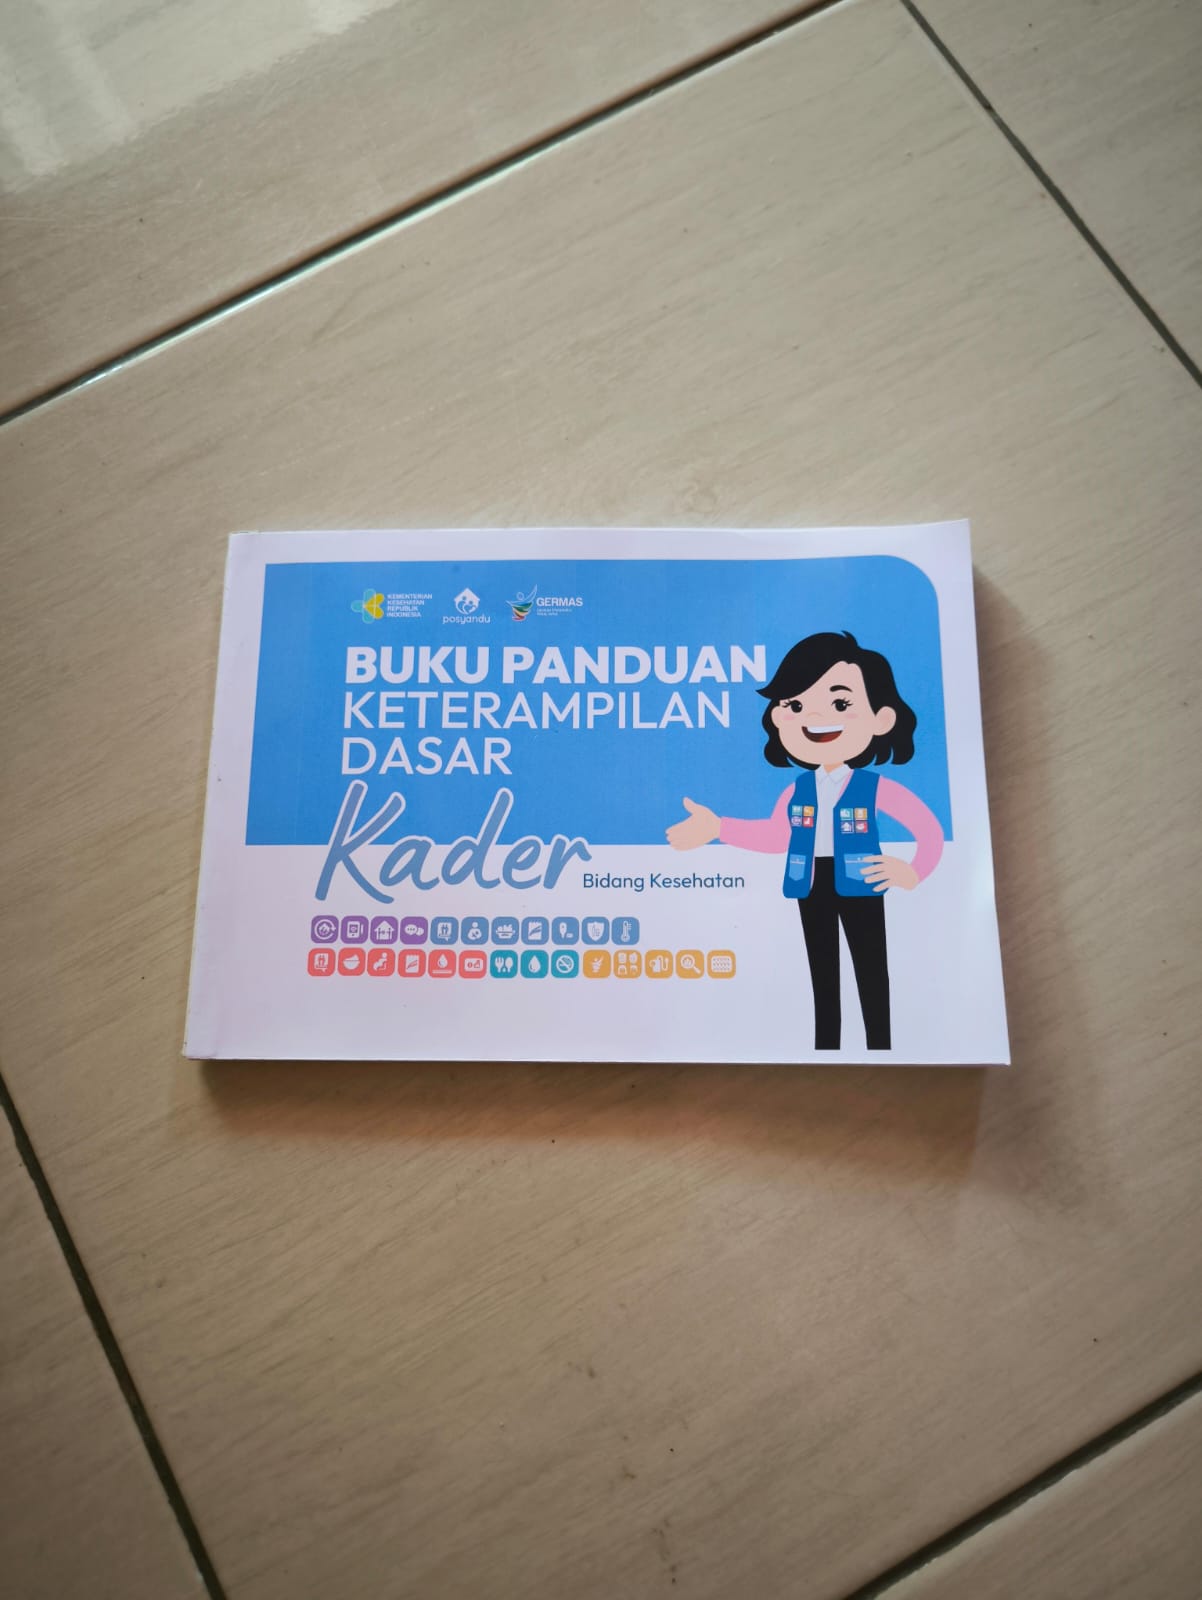 KEMENTERIAN
KESEHATAN
REPUBLIK
INDONESIA
posyandu
GERMAS
BUKU PANDUAN
KETERAMPILAN
DASAR
Kader
Bidang Kesehatan